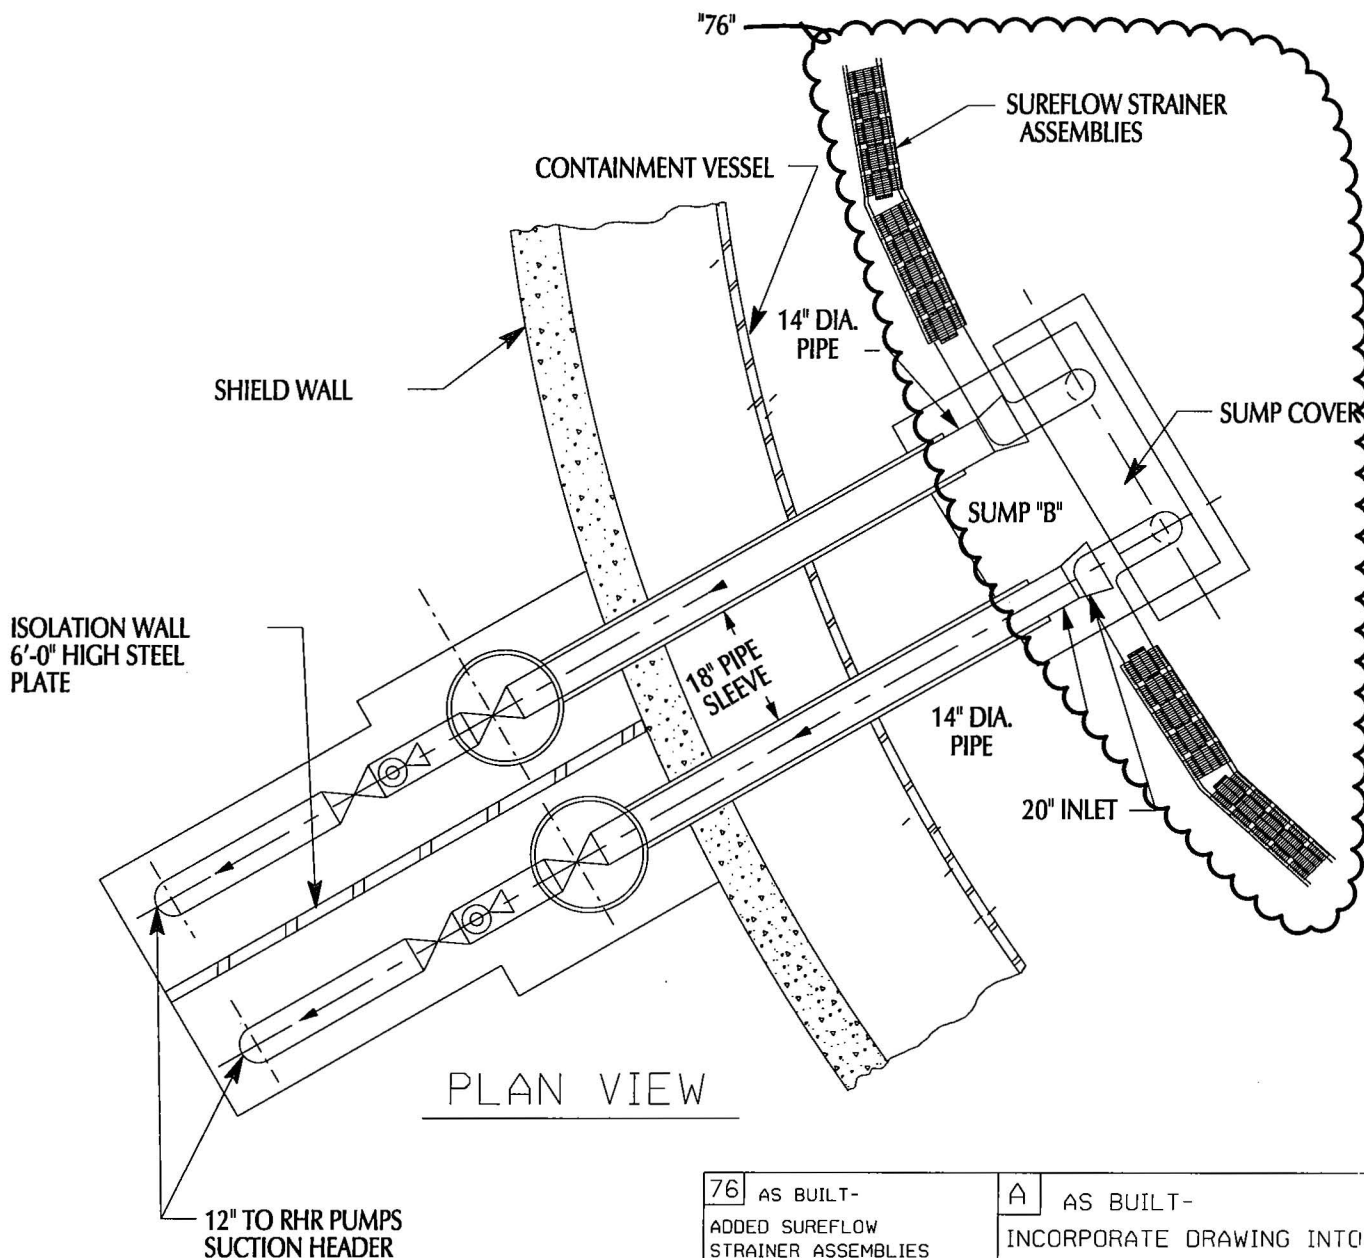 "76"
SUREFLOW STRAINER
ASSEMBLIES
CONTAINMENT VESSEL
14" DIA.
PIPE
SHIELD WALL
SUMP COVER
SUMP "B"
ISOLATION WALL
6'-0" HIGH STEEL
PLATE
18" PIPE
SLEEVE
14" DIA.
PIPE
20" INLET
PLAN VIEW
12" TO RHR PUMPS
SUCTION HEADER
76 AS BUILT-
ADDED SUREFLOW
STRAINER ASSEMBLIES
A AS BUILT-
INCORPORATE DRAWING INTO